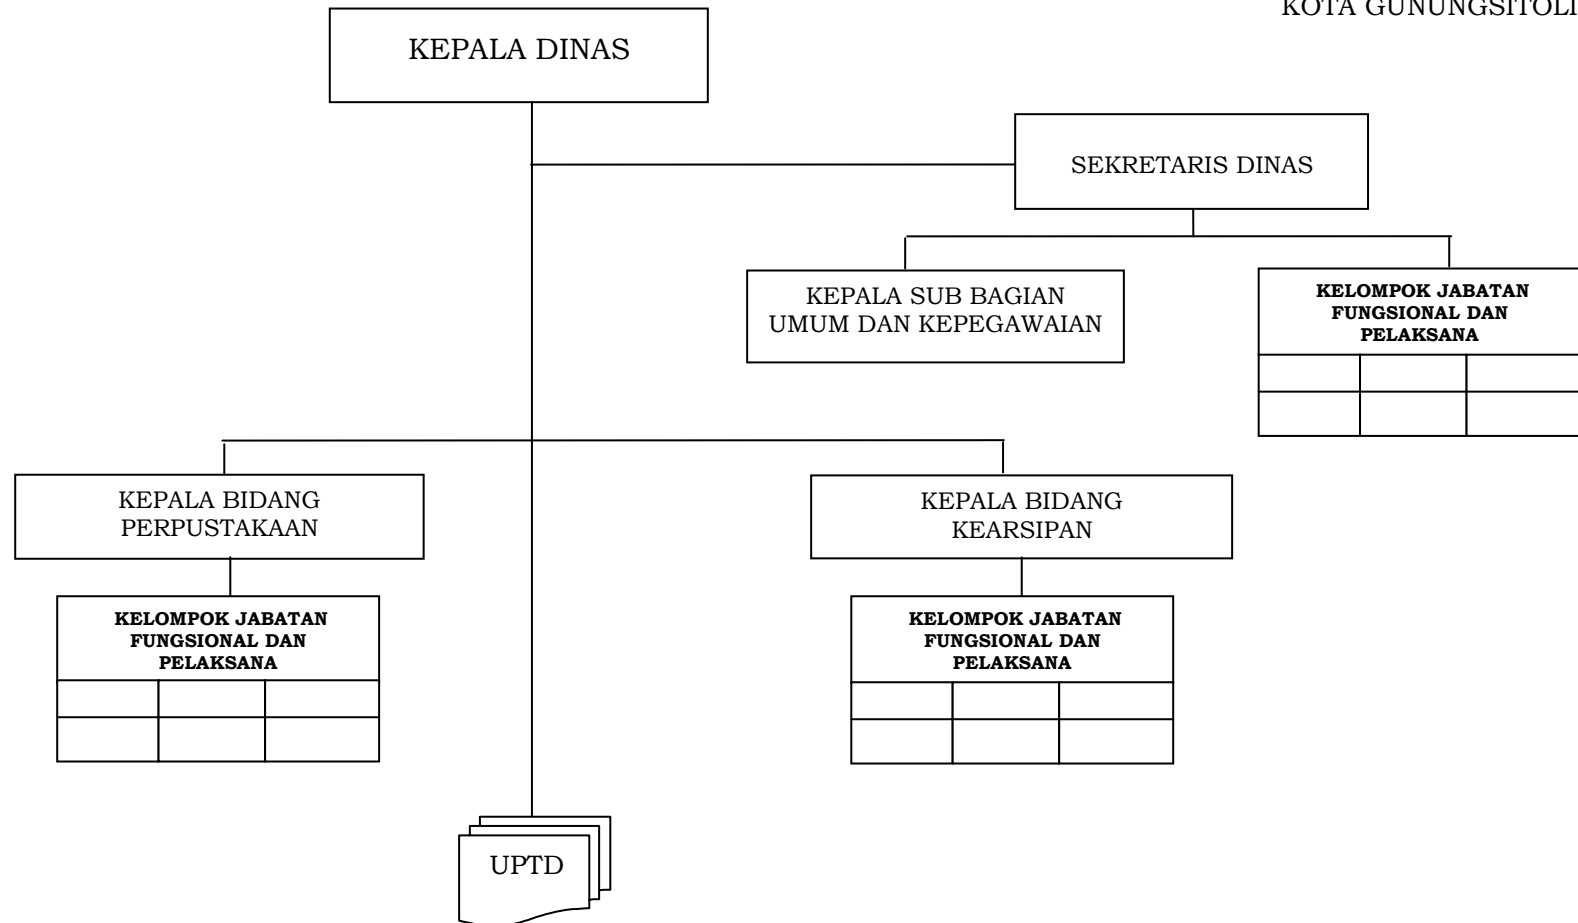 KOTA GUNUNGSITOLI
KEPALA DINAS
SEKRETARIS DINAS
KEPALA SUB BAGIAN
UMUM DAN KEPEGAWAIAN
KELOMPOK JABATAN
FUNGSIONAL DAN
PELAKSANA
KEPALA BIDANG
PERPUSTAKAAN
KEPALA BIDANG
KEARSIPAN
KELOMPOK JABATAN
FUNGSIONAL DAN
PELAKSANA
KELOMPOK JABATAN
FUNGSIONAL DAN
PELAKSANA
UPTD